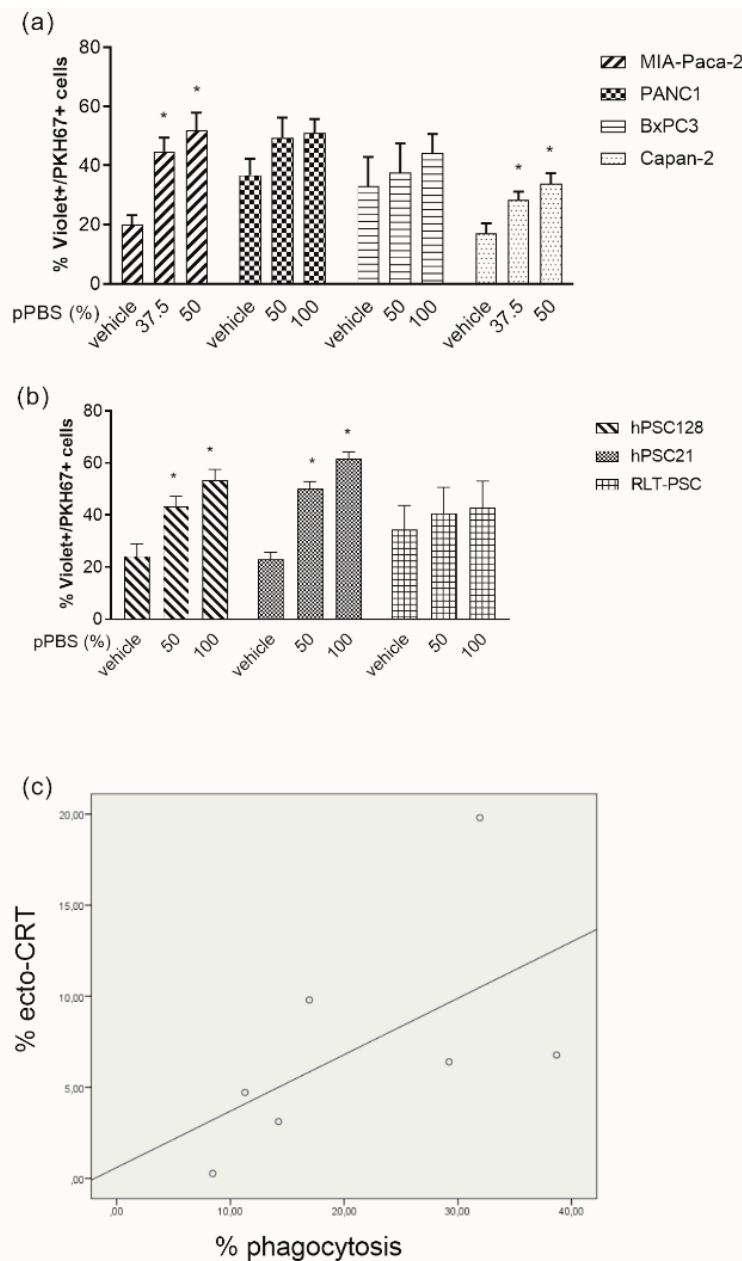 (a)
80
60
40
20
0
% Violet+/PKH67+ cells
* * * *
MIA-Paca-2
PANC1
BxPC3
Capan-2
pPBS (%)
vehicle 37.5 50 vehicle 50 100 vehicle 50 100 vehicle 37.5 50
(b)
80
60
40
20
0
% Violet+/PKH67+ cells
* * * *
hPSC128
hPSC21
RLT-PSC
pPBS (%)
vehicle 50 100 vehicle 50 100 vehicle 50 100
(c)
20,00
15,00
10,00
5,00
,00
% ecto-CRT
,00 10,00 20,00 30,00 40,00
% phagocytosis